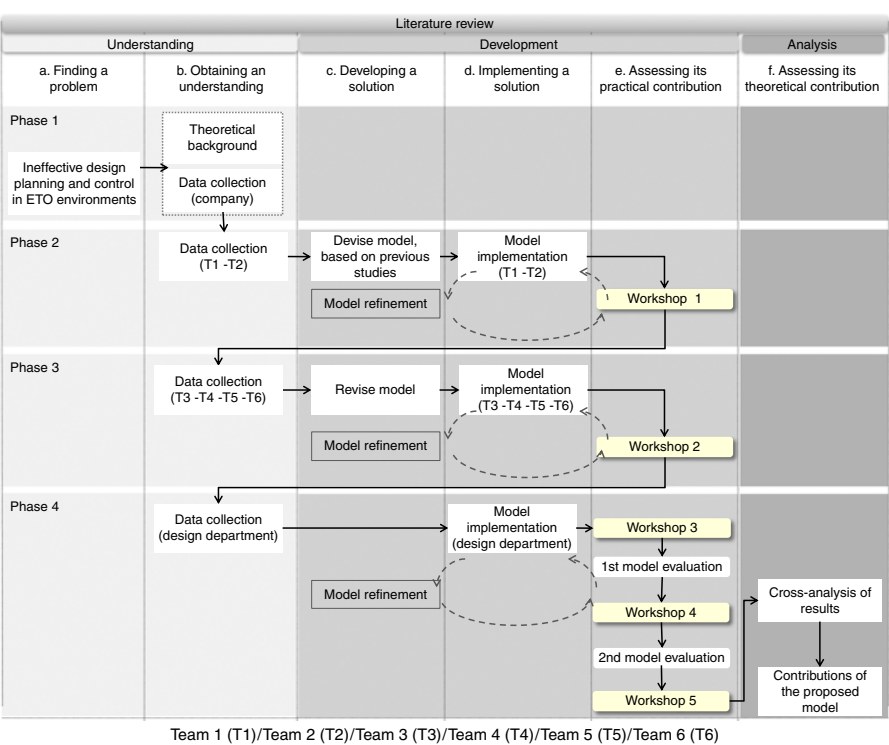 Literature review
Understanding
Development
Analysis
a. Finding a
problem
b. Obtaining an
understanding
c. Developing a
solution
d. Implementing a
solution
e. Assessing its
practical contribution
f. Assessing its
theoretical contribution
Phase 1
Ineffective design
planning and control
in ETO environments
Theoretical
background
Data collection
(company)
Phase 2
Data collection
(T1 -T2)
Devise model,
based on previous
studies
Model
implementation
(T1 -T2)
Model refinement
Workshop 1
Phase 3
Data collection
(T3 -T4 -T5 -T6)
Revise model
Model
implementation
(T3 -T4 -T5 -T6)
Model refinement
Workshop 2
Phase 4
Data collection
(design department)
Model
implementation
(design department)
Workshop 3
1st model evaluation
Model refinement
Workshop 4
2nd model evaluation
Workshop 5
Cross-analysis of
results
Contributions of
the proposed
model
Team 1 (T1)/Team 2 (T2)/Team 3 (T3)/Team 4 (T4)/Team 5 (T5)/Team 6 (T6)